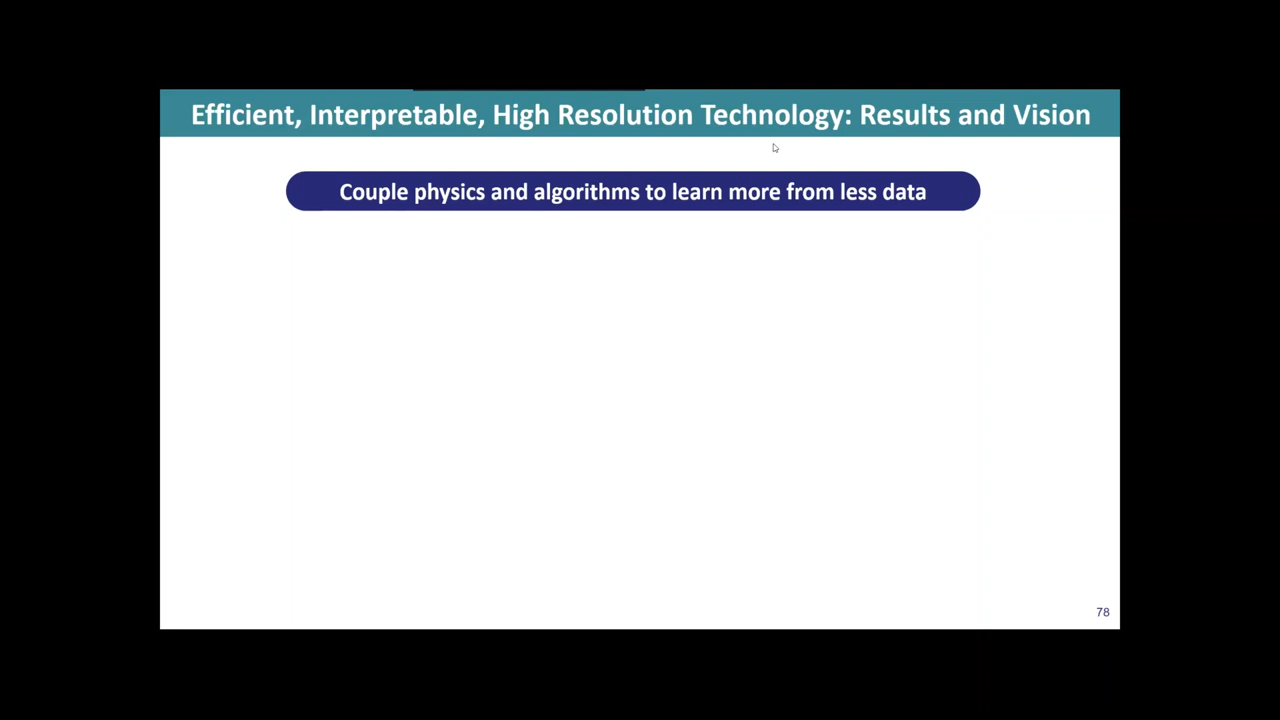 Efficient, Interpretable, High Resolution Technology: Results and Vision
Couple physics and algorithms to learn more from less data
78